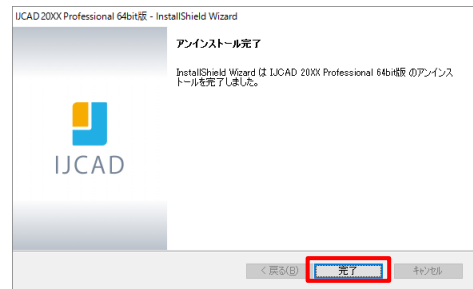 IJCAD 20XX Professional 64bit版 - InstallShield Wizard
アンインストール完了
InstallShield Wizard は IJCAD 20XX Professional 64bit版 のアンインス
トールを完了しました。
IJCAD
< 戻る(B)
完了
キャンセル